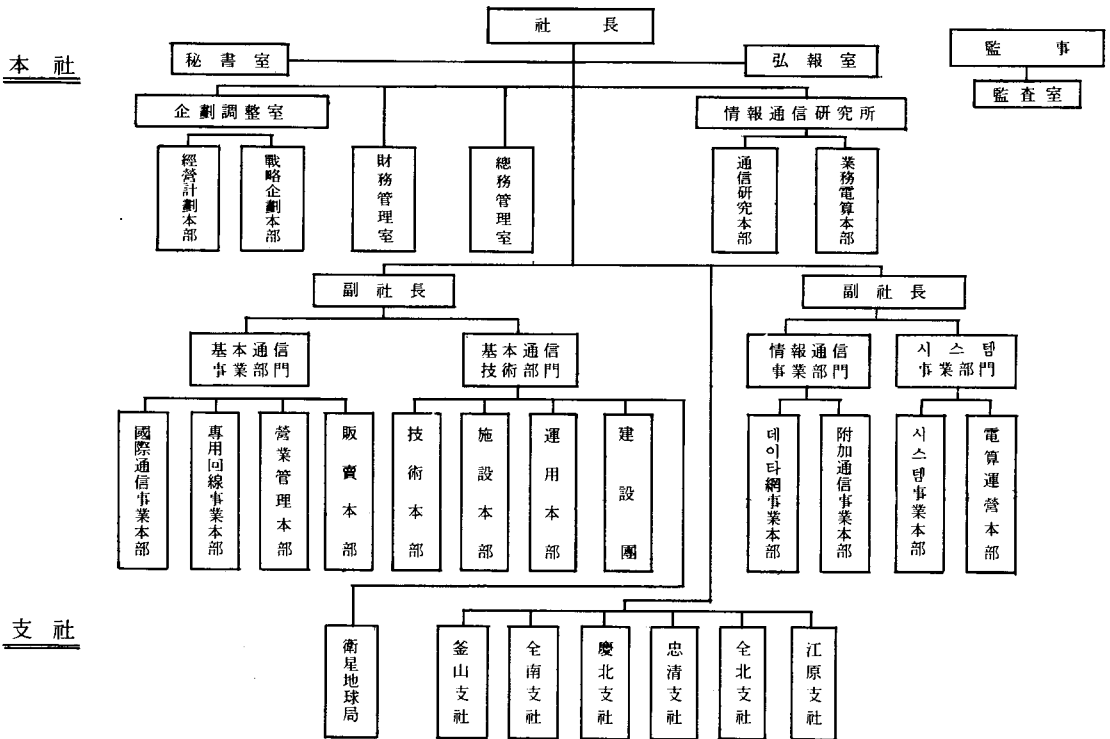 社長
本社
秘書室
弘報室
監事
監査室
企劃調整室
情報通信研究所
經營計劃本部
戰略企劃本部
財務管理室
總務管理室
通信研究本部
業務電算本部
副社長
副社長
基本通信
事業部門
基本通信
技術部門
情報通信
事業部門
시스템
事業部門
國際通信事業本部
專用回線事業本部
營業管理本部
販賣本部
技術本部
施設本部
運用本部
建設團
데이타網事業本部
附加通信事業本部
시스템事業本部
電算運營本部
支社
衛星地球局
釜山支社
全南支社
慶北支社
忠淸支社
全北支社
江原支社